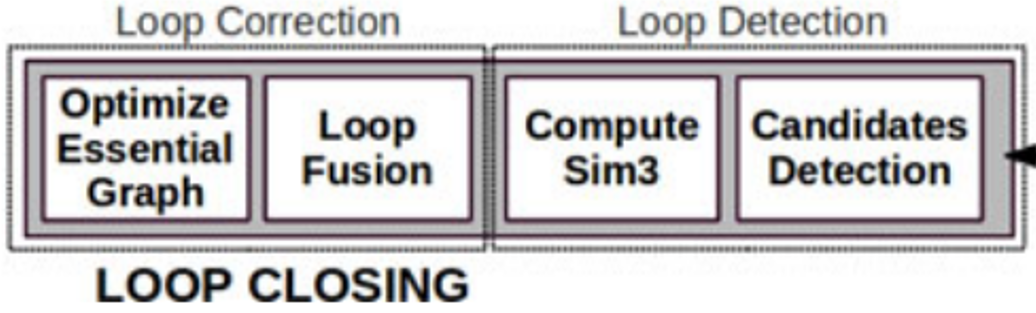 Loop Correction
Loop Detection
Optimize
Essential
Graph
Loop
Fusion
Compute
Sim3
Candidates
Detection
LOOP CLOSING